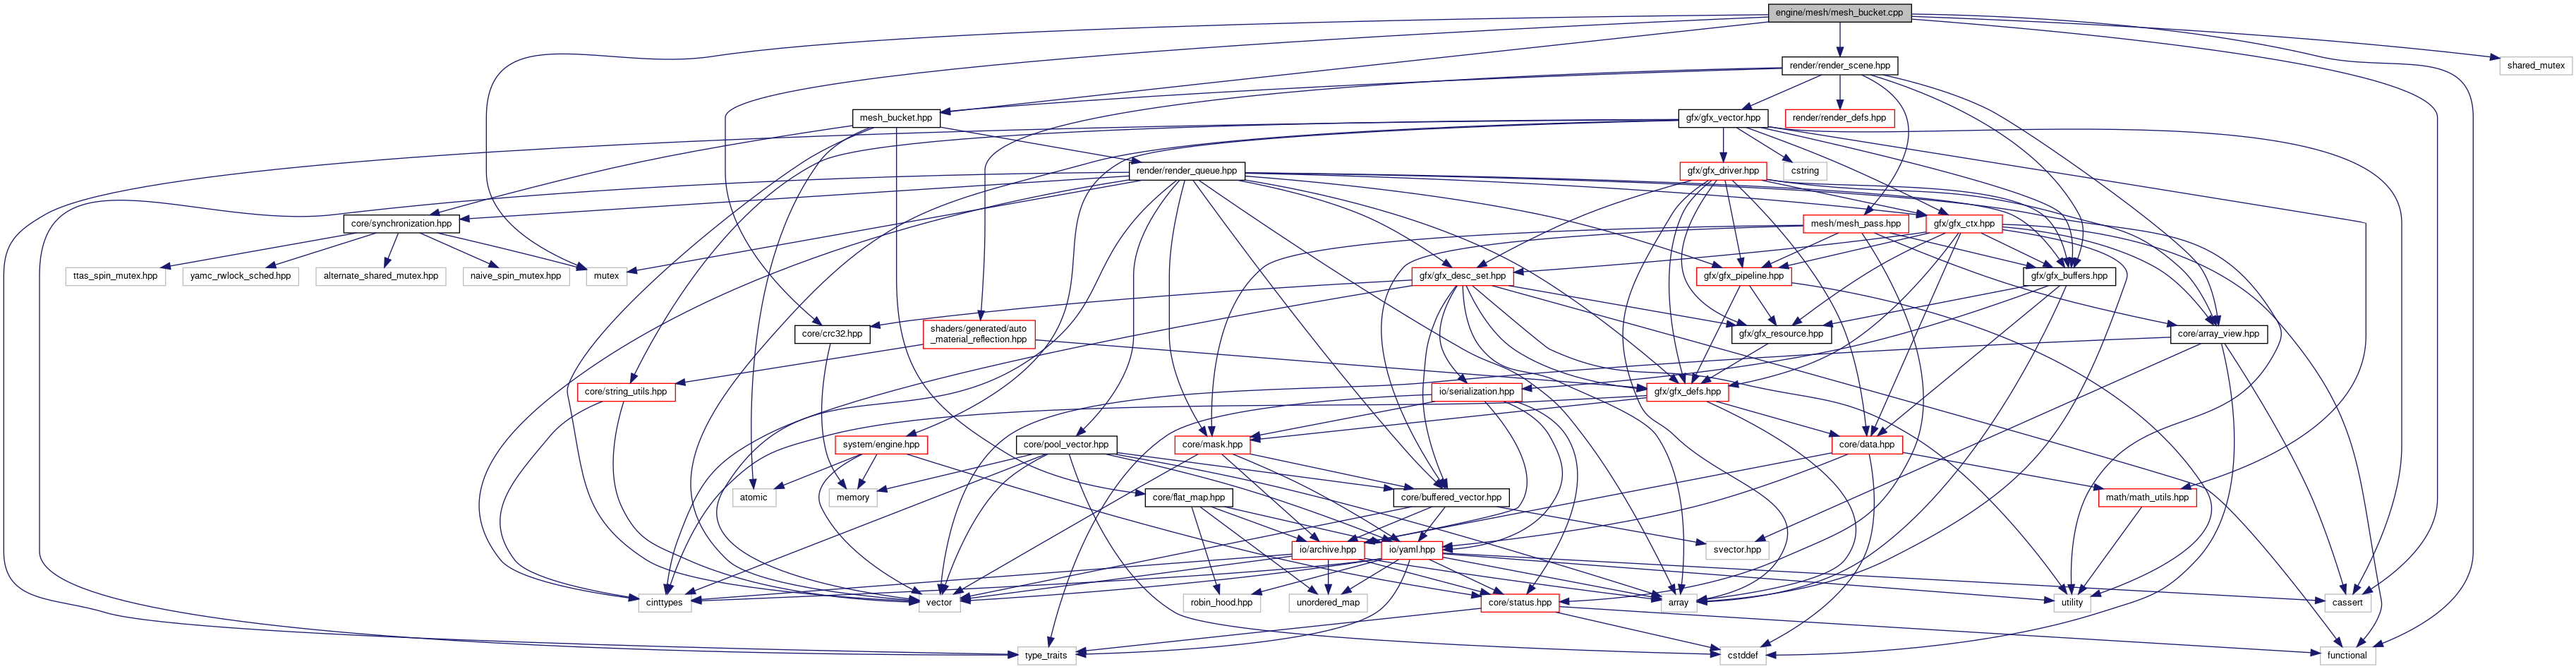 engine/mesh/mesh_bucket.cpp
render/render_scene.hpp
shared_mutex
mesh_bucket.hpp
gfx/gfx_vector.hpp
render/render_defs.hpp
render/render_queue.hpp
gfx/gfx_driver.hpp
cstring
core/synchronization.hpp
mesh/mesh_pass.hpp
gfx/gfx_ctx.hpp
ttas_spin_mutex.hpp
yamc_rwlock_sched.hpp
alternate_shared_mutex.hpp
naive_spin_mutex.hpp
mutex
gfx/gfx_desc_set.hpp
gfx/gfx_pipeline.hpp
gfx/gfx_buffers.hpp
core/crc32.hpp
shaders/generated/auto
_material_reflection.hpp
gfx/gfx_resource.hpp
core/array_view.hpp
core/string_utils.hpp
io/serialization.hpp
gfx/gfx_defs.hpp
system/engine.hpp
core/pool_vector.hpp
core/mask.hpp
core/data.hpp
atomic
memory
core/flat_map.hpp
core/buffered_vector.hpp
math/math_utils.hpp
io/archive.hpp
io/yaml.hpp
svector.hpp
cinttypes
vector
robin_hood.hpp
unordered_map
core/status.hpp
array
utility
cassert
type_traits
cstddef
functional